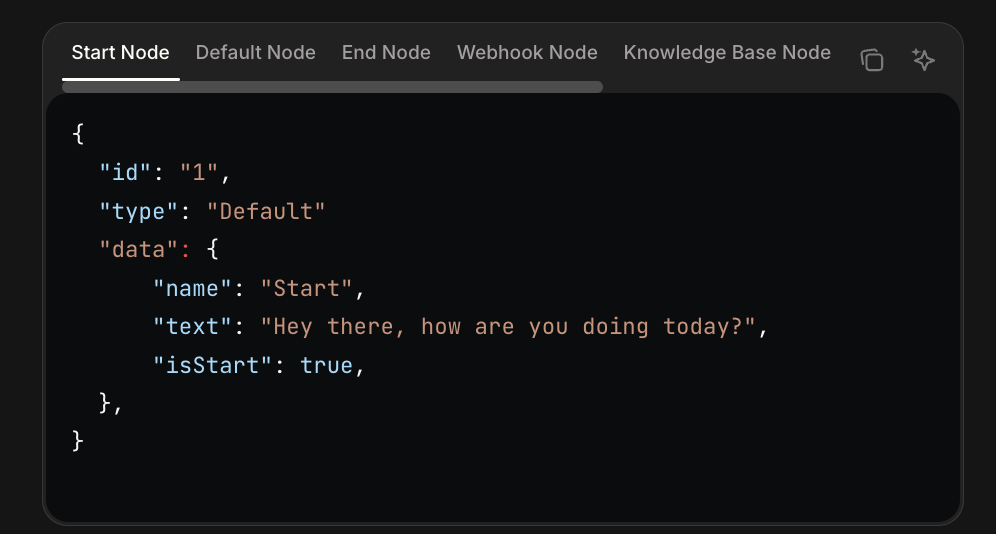 Start Node Default Node End Node Webhook Node Knowledge Base Node
{
  "id": "1",
  "type": "Default"
  "data": {
      "name": "Start",
      "text": "Hey there, how are you doing today?",
      "isStart": true,
  },
}